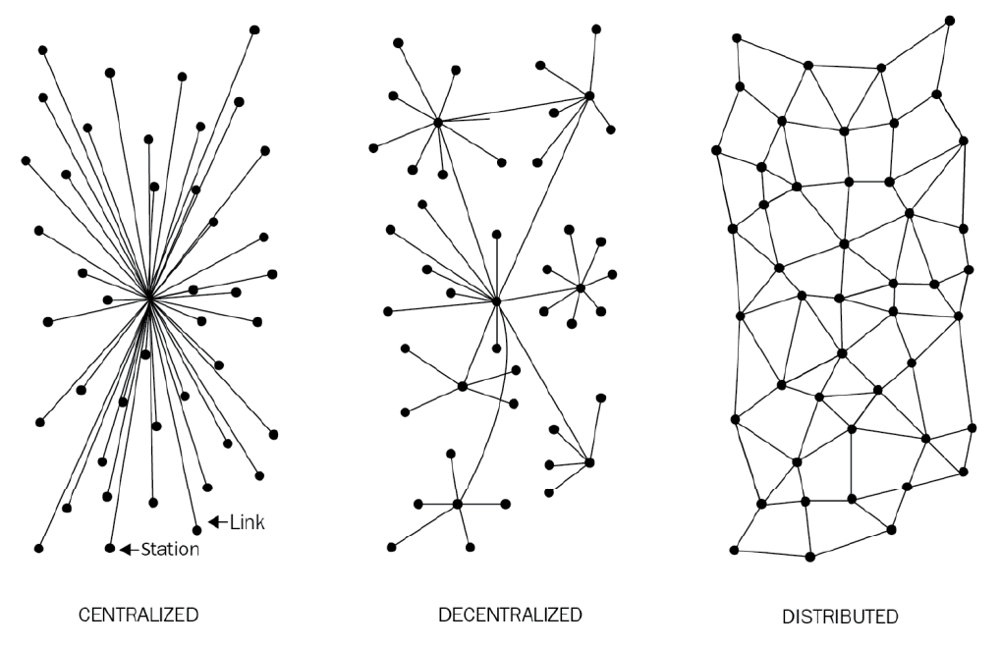 Link
Station
CENTRALIZED
DECENTRALIZED
DISTRIBUTED